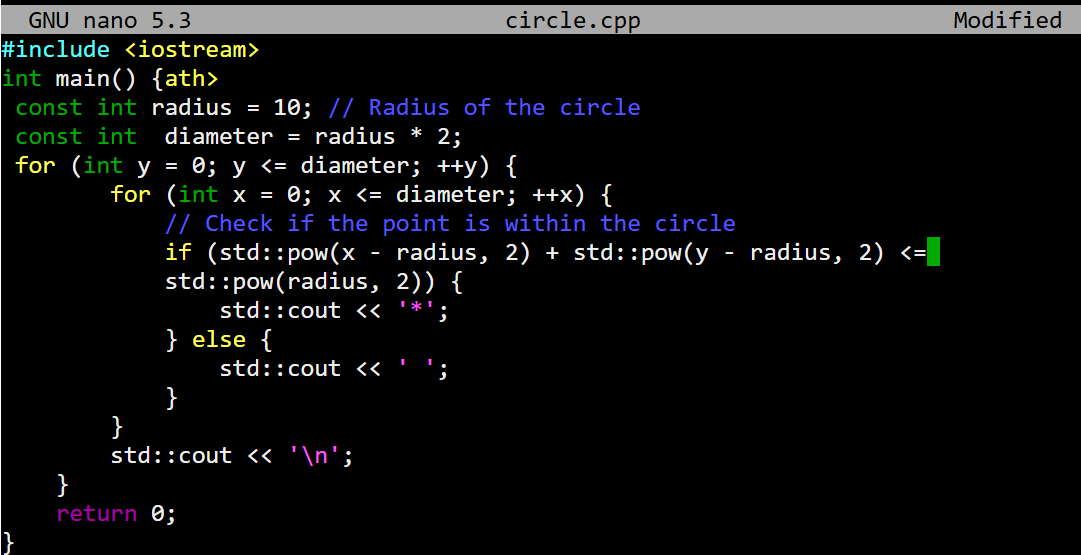 GNU nano 5.3 circle.cpp Modified
#include <iostream>
int main() {ath>
 const int radius = 10; // Radius of the circle
 const int  diameter = radius * 2;
 for (int y = 0; y <= diameter; ++y) {
        for (int x = 0; x <= diameter; ++x) {
            // Check if the point is within the circle
            if (std::pow(x - radius, 2) + std::pow(y - radius, 2) <=
            std::pow(radius, 2)) {
                std::cout << '*';
            } else {
                std::cout << ' ';
            }
        }
        std::cout << '\n';
    }
    return 0;
}